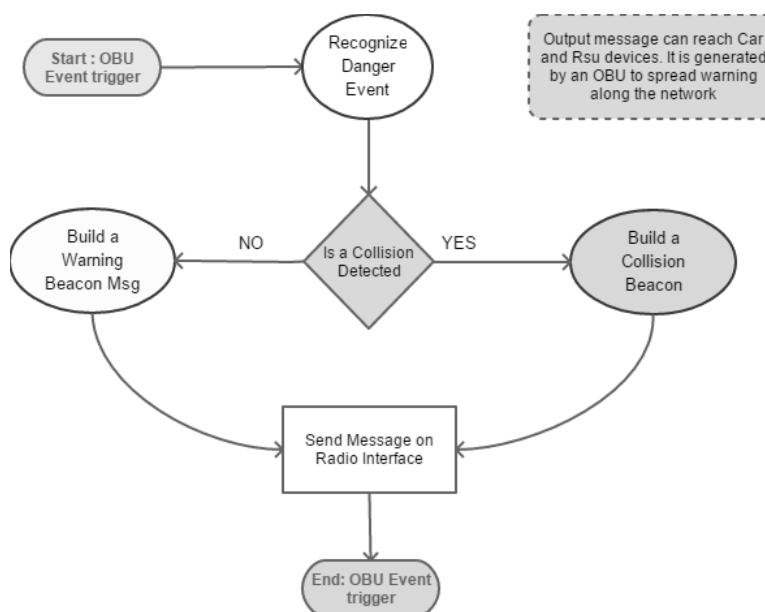 Start : OBU
Event trigger
Recognize
Danger
Event
Output message can reach Car
and Rsu devices. It is generated
by an OBU to spread warning
along the network
Build a
Warning
Beacon Msg
NO
Is a Collision
Detected
YES
Build a
Collision
Beacon
Send Message on
Radio Interface
End: OBU Event
trigger